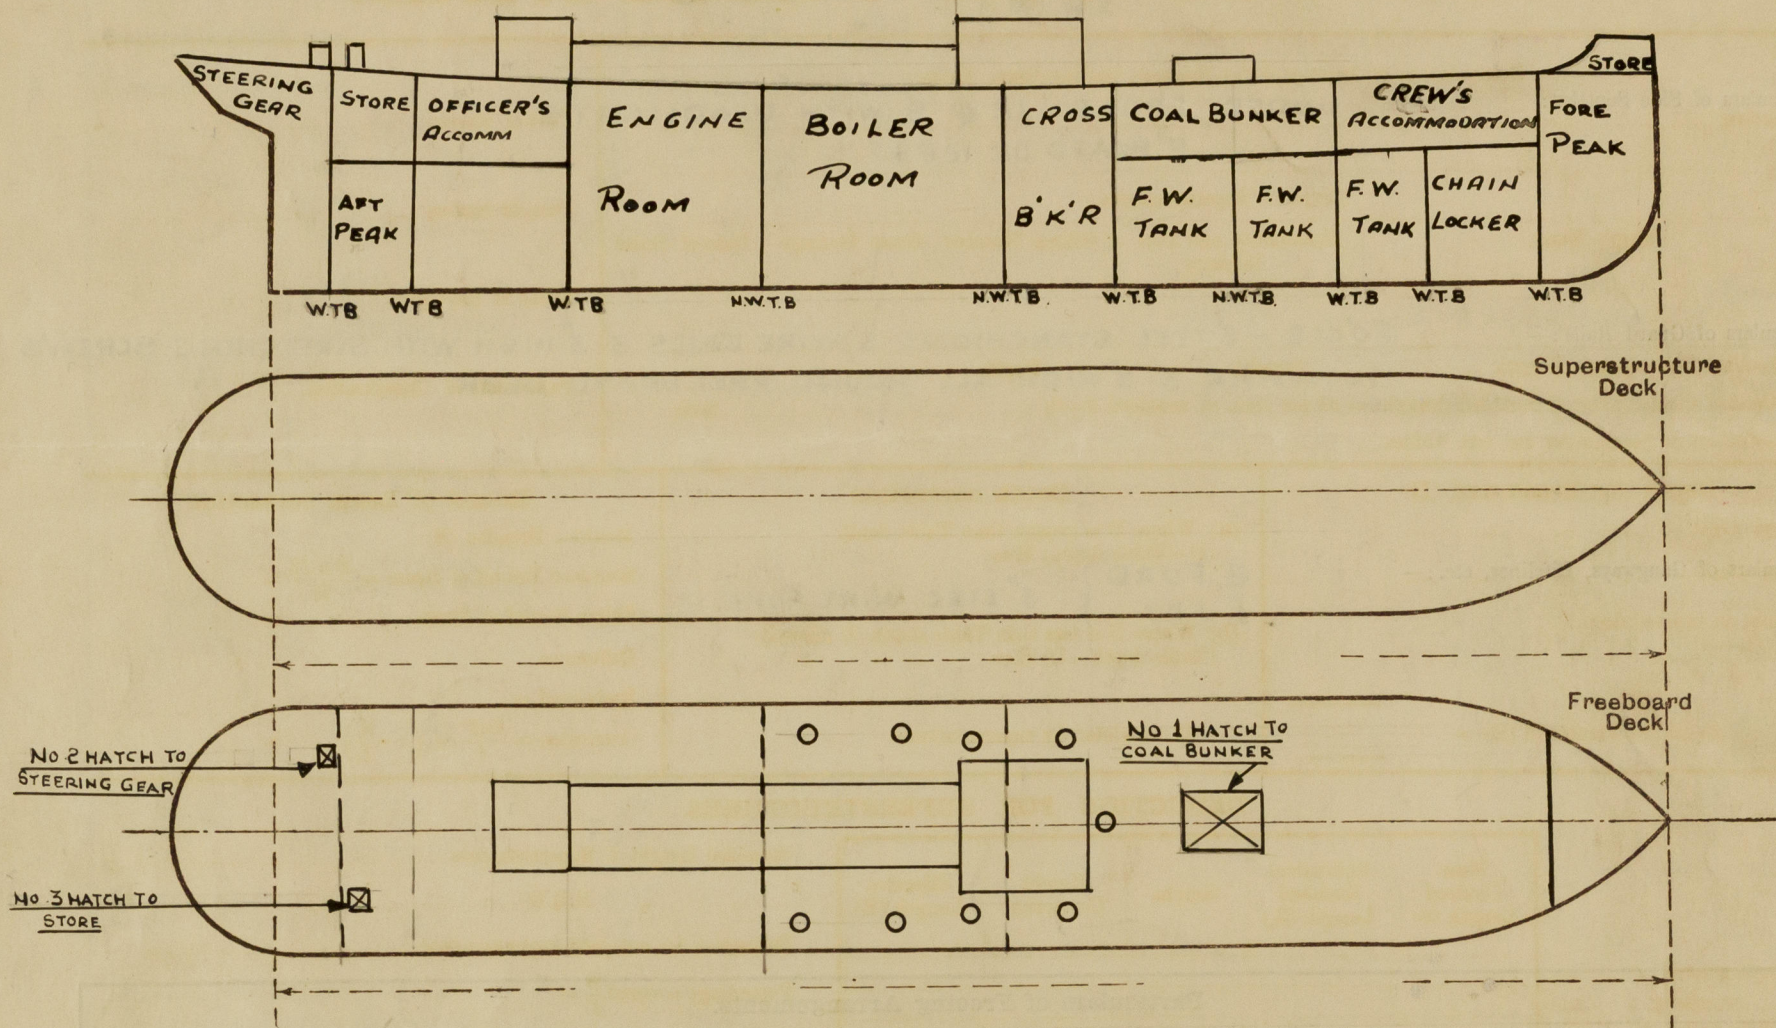 STEERING
GEAR
STORE
OFFICER'S
ACCOMM
ENGINE
ROOM
BOILER
ROOM
CROSS
B'K'R
COAL BUNKER
CREW'S
ACCOMMODATION
STORE
FORE
PEAK
AFT
PEAK
F.W.
TANK
F.W.
TANK
F.W.
TANK
CHAIN
LOCKER
W.T.B
W.T.B
W.T.B
N.W.T.B
N.W.T.B.
W.T.B
N.W.T.B.
W.T.B
W.T.B
W.T.B
Superstructure
Deck
Freeboard
Deck
No 2 HATCH TO
STEERING GEAR
No 1 HATCH TO
COAL BUNKER
No 3 HATCH TO
STORE